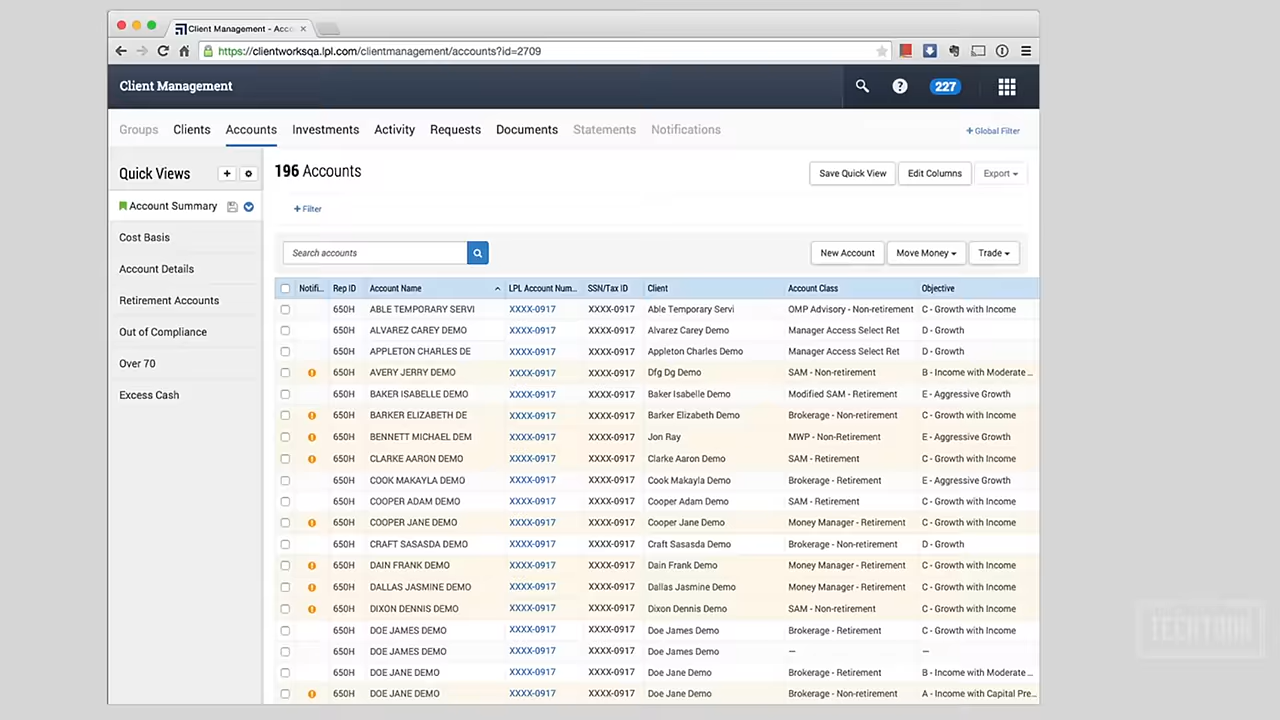 Client Management - Acco
https://clientworksqa.lpl.com/clientmanagement/accounts?id=2709
Client Management
227
Groups Clients Accounts Investments Activity Requests Documents Statements Notifications + Global Filter
Quick Views
196 Accounts
Save Quick View Edit Columns Export
Account Summary
+ Filter
Cost Basis
Account Details
Retirement Accounts
Out of Compliance
Over 70
Excess Cash
Search accounts New Account Move Money Trade
Notifi... Rep ID Account Name LPL Account Num... SSN/Tax ID Client Account Class Objective
650H ABLE TEMPORARY SERVI XXXX-0917 XXXX-0917 Able Temporary Servi OMP Advisory - Non-retirement C - Growth with Income
650H ALVAREZ CAREY DEMO XXXX-0917 XXXX-0917 Alvarez Carey Demo Manager Access Select Ret D - Growth
650H APPLETON CHARLES DE XXXX-0917 XXXX-0917 Appleton Charles Demo Manager Access Select Ret D - Growth
650H AVERY JERRY DEMO XXXX-0917 XXXX-0917 Dfg Dg Demo SAM - Non-retirement B - Income with Moderate ...
650H BAKER ISABELLE DEMO XXXX-0917 XXXX-0917 Baker Isabelle Demo Modified SAM - Retirement E - Aggressive Growth
650H BARKER ELIZABETH DE XXXX-0917 XXXX-0917 Barker Elizabeth Demo Brokerage - Non-retirement C - Growth with Income
650H BENNETT MICHAEL DEM XXXX-0917 XXXX-0917 Jon Ray MWP - Non-Retirement E - Aggressive Growth
650H CLARKE AARON DEMO XXXX-0917 XXXX-0917 Clarke Aaron Demo SAM - Retirement C - Growth with Income
650H COOK MAKAYLA DEMO XXXX-0917 XXXX-0917 Cook Makayla Demo Brokerage - Retirement E - Aggressive Growth
650H COOPER ADAM DEMO XXXX-0917 XXXX-0917 Cooper Adam Demo SAM - Retirement C - Growth with Income
650H COOPER JANE DEMO XXXX-0917 XXXX-0917 Cooper Jane Demo Money Manager - Retirement C - Growth with Income
650H CRAFT SASASDA DEMO XXXX-0917 XXXX-0917 Craft Sasasda Demo Brokerage - Non-retirement D - Growth
650H DAIN FRANK DEMO XXXX-0917 XXXX-0917 Dain Frank Demo Money Manager - Retirement C - Growth with Income
650H DALLAS JASMINE DEMO XXXX-0917 XXXX-0917 Dallas Jasmine Demo Money Manager - Retirement C - Growth with Income
650H DIXON DENNIS DEMO XXXX-0917 XXXX-0917 Dixon Dennis Demo SAM - Non-retirement C - Growth with Income
650H DOE JAMES DEMO XXXX-0917 XXXX-0917 Doe James Demo Brokerage - Retirement C - Growth with Income
650H DOE JAMES DEMO XXXX-0917 XXXX-0917 Doe James Demo — —
650H DOE JANE DEMO XXXX-0917 XXXX-0917 Doe Jane Demo Brokerage - Retirement B - Income with Moderate ...
650H DOE JANE DEMO XXXX-0917 XXXX-0917 Doe Jane Demo Brokerage - Non-retirement A - Income with Capital Pre...